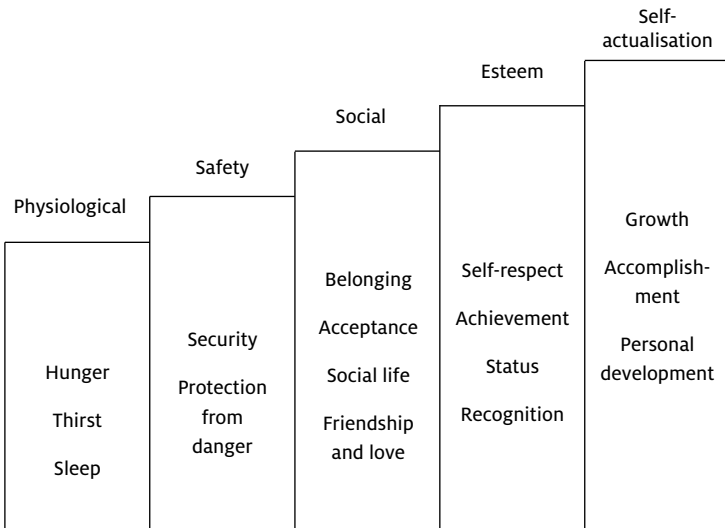 Physiological
Hunger
Thirst
Sleep
Safety
Security
Protection
from
danger
Social
Belonging
Acceptance
Social life
Friendship
and love
Esteem
Self-respect
Achievement
Status
Recognition
Self-
actualisation
Growth
Accomplish-
ment
Personal
development